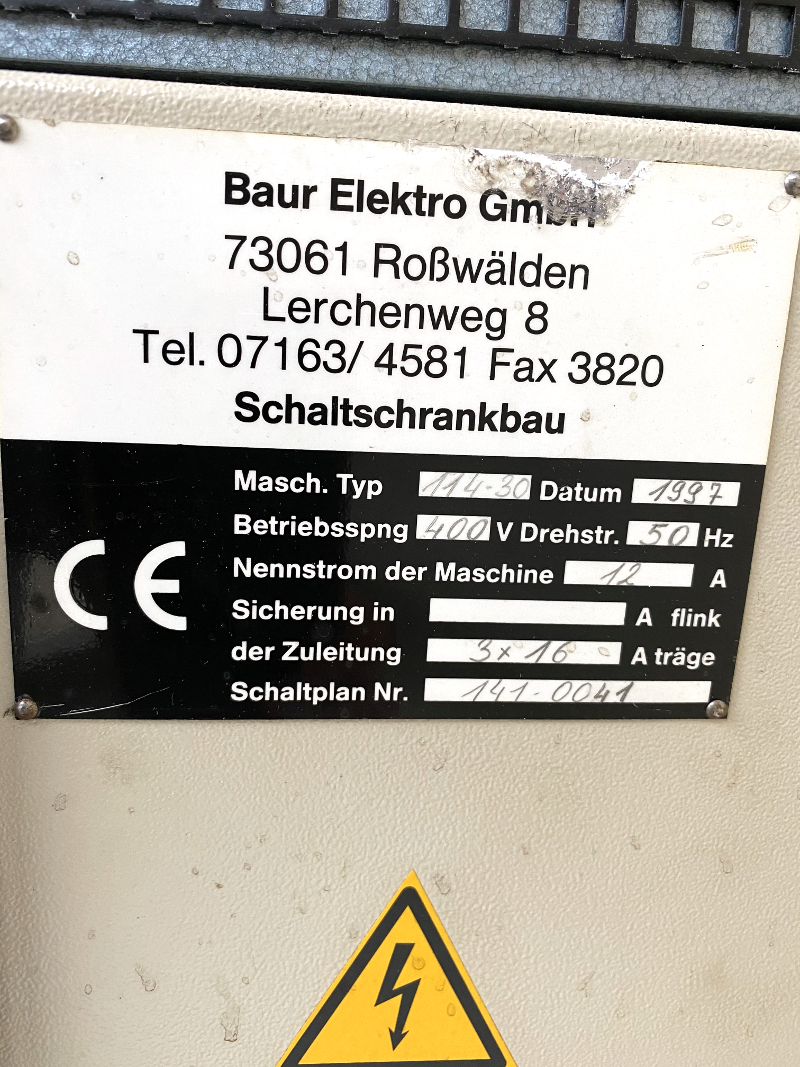 Baur Elektro GmbH
73061 Roßwälden
Lerchenweg 8
Tel. 07163/ 4581 Fax 3820
Schaltschrankbau
Masch. Typ 114-30 Datum 1997
Betriebsspng 400 V Drehstr. 50 Hz
Nennstrom der Maschine 12 A
Sicherung in A flink
der Zuleitung 3x16 A träge
Schaltplan Nr. 141-0041
CE